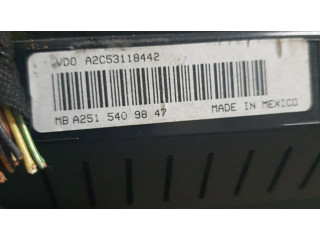 VDO A2C53118442
MB A251 540 98 47 MADE IN MEXICO